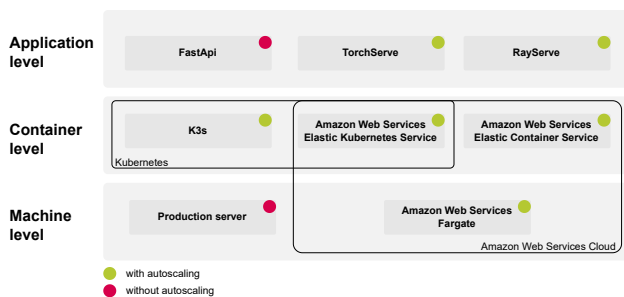 Application
level
FastApi
TorchServe
RayServe
Container
level
K3s
Amazon Web Services
Elastic Kubernetes Service
Amazon Web Services
Elastic Container Service
Kubernetes
Machine
level
Production server
Amazon Web Services
Fargate
Amazon Web Services Cloud
with autoscaling
without autoscaling